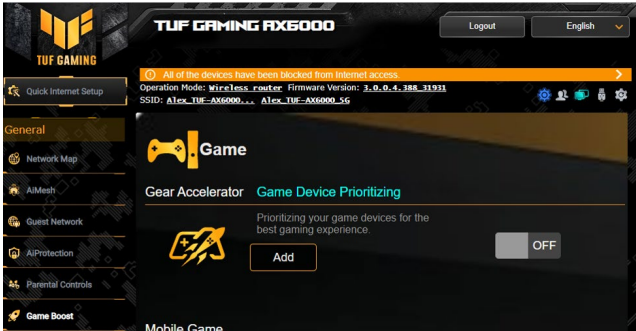 TUF GAMING AX6000
Logout
English
TUF GAMING
All of the devices have been blocked from Internet access.
Quick Internet Setup
Operation Mode: Wireless router Firmware Version: 3.0.0.4.388_31931
SSID: Alex_TUF-AX6000... Alex_TUF-AX6000_5G
General
Network Map
AiMesh
Guest Network
AiProtection
Parental Controls
Game Boost
Game
Gear Accelerator Game Device Prioritizing
Prioritizing your game devices for the
best gaming experience.
Add
OFF
Mobile Game